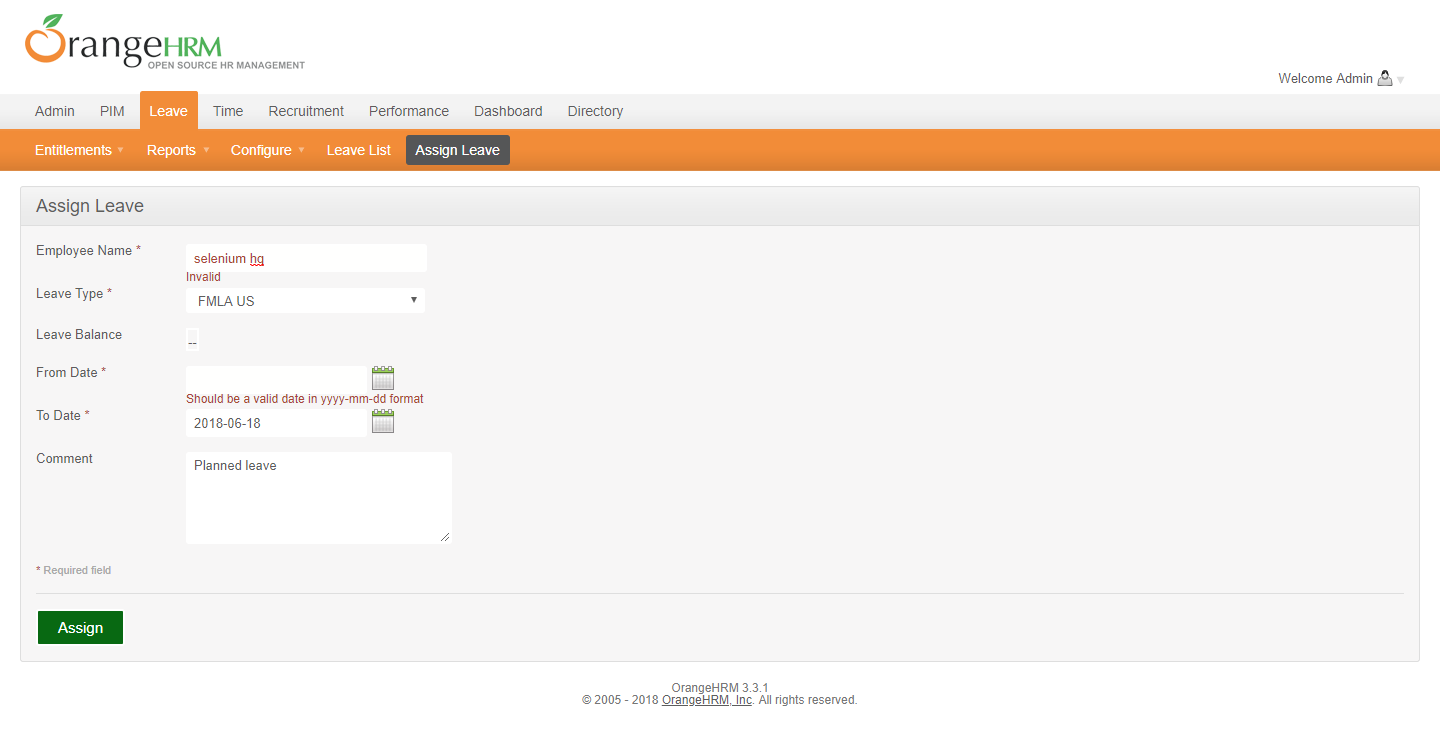 OrangeHRM
OPEN SOURCE HR MANAGEMENT
Welcome Admin
Admin PIM Leave Time Recruitment Performance Dashboard Directory
Entitlements Reports Configure Leave List Assign Leave
Assign Leave
Employee Name * selenium hg
Invalid
Leave Type * FMLA US
Leave Balance --
From Date *
Should be a valid date in yyyy-mm-dd format
To Date * 2018-06-18
Comment Planned leave
* Required field
Assign
OrangeHRM 3.3.1
© 2005 - 2018 OrangeHRM, Inc. All rights reserved.